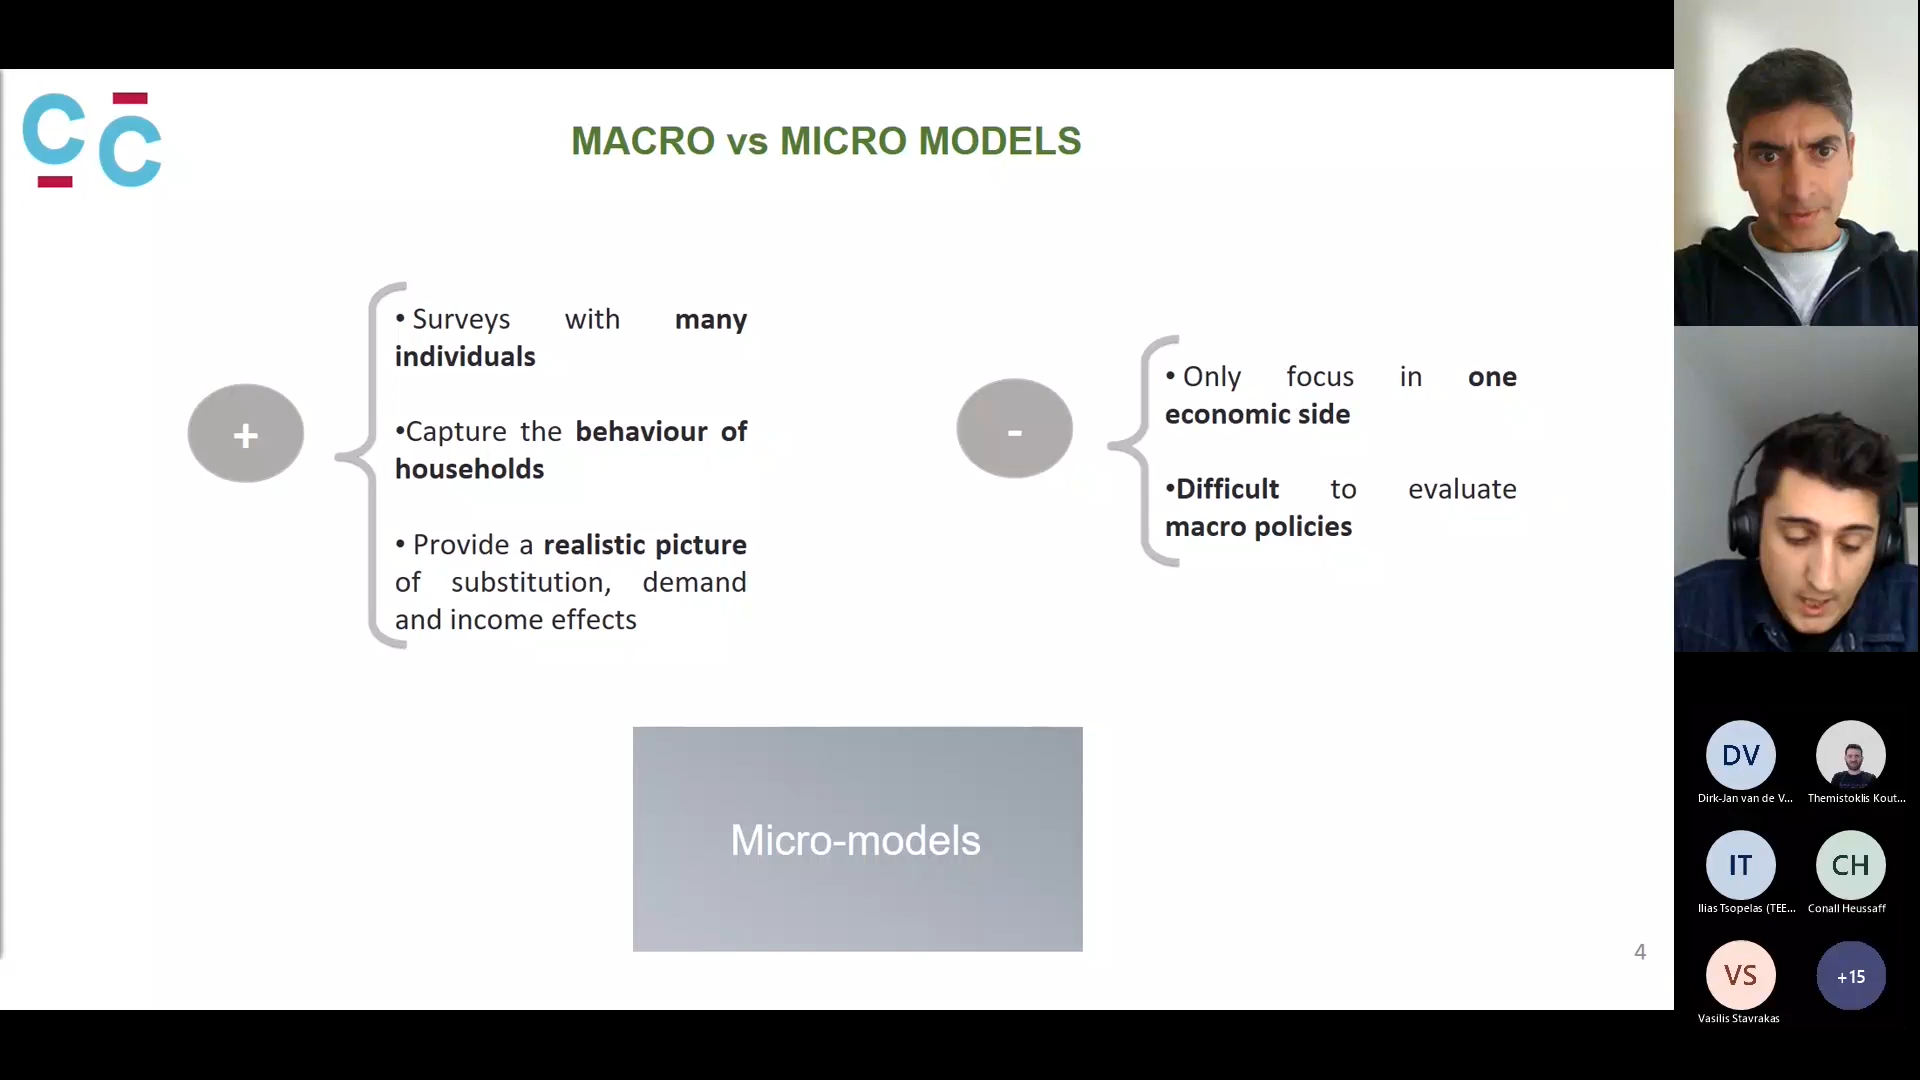 MACRO vs MICRO MODELS
+
• Surveys with many
individuals
•Capture the behaviour of
households
• Provide a realistic picture
of substitution, demand
and income effects
-
• Only focus in one
economic side
•Difficult to evaluate
macro policies
Micro-models
4
DV
Dirk-Jan van de V...
Themistoklis Kout...
IT
Ilias Tsopelas (TEE...
CH
Conall Heussaff
VS
Vasilis Stavrakas
+15